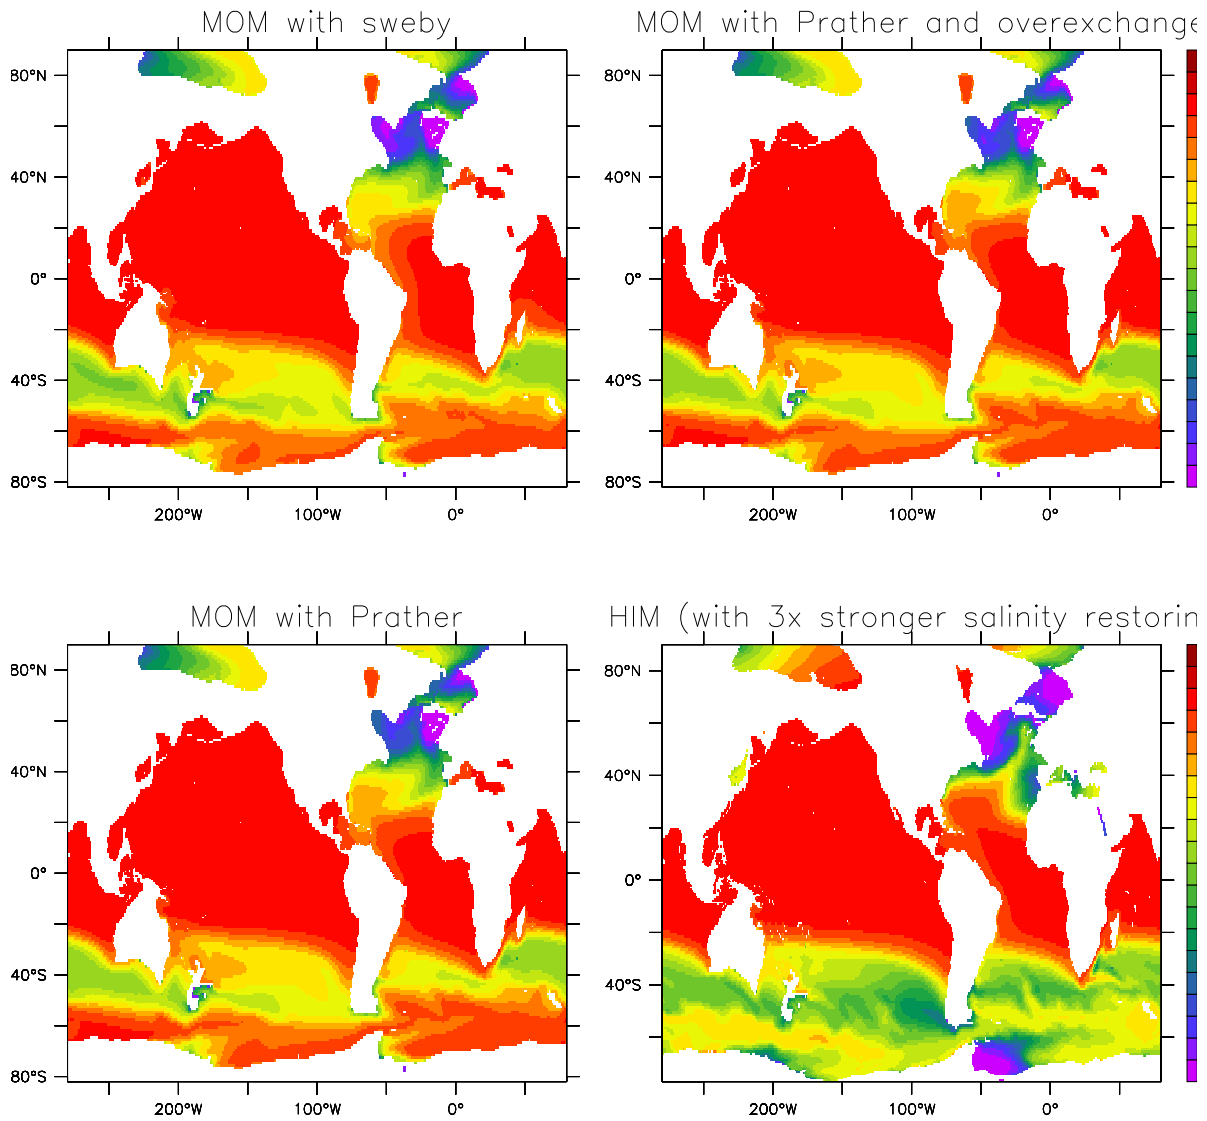 MOM with sweby
80°N
40°N
0°
40°S
80°S
200°W 100°W 0°
MOM with Prather and overexchange
80°N
40°N
0°
40°S
80°S
200°W 100°W 0°
MOM with Prather
80°N
40°N
0°
40°S
80°S
200°W 100°W 0°
HIM (with 3x stronger salinity restorin
80°N
40°N
0°
40°S
200°W 100°W 0°